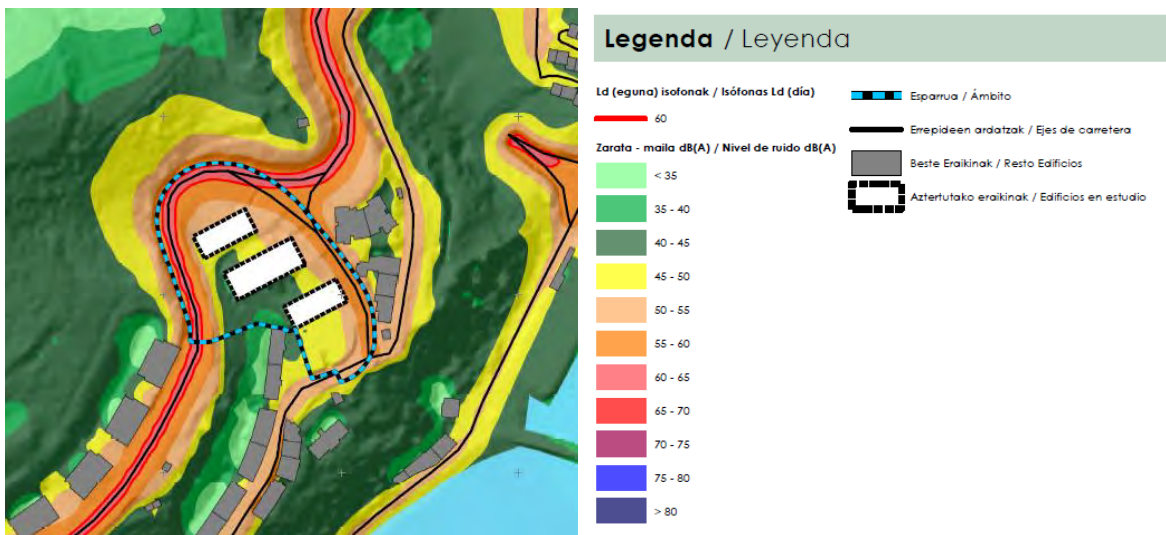 Legenda / Leyenda
Ld (eguna) isofonak / Isófonas Ld (día)
60
Zarata - maila dB(A) / Nivel de ruido dB(A)
< 35
35 - 40
40 - 45
45 - 50
50 - 55
55 - 60
60 - 65
65 - 70
70 - 75
75 - 80
> 80
Esparrua / Ámbito
Errepideen ardatzak / Ejes de carretera
Beste Eraikinak / Resto Edificios
Aztertutako eraikinak / Edificios en estudio